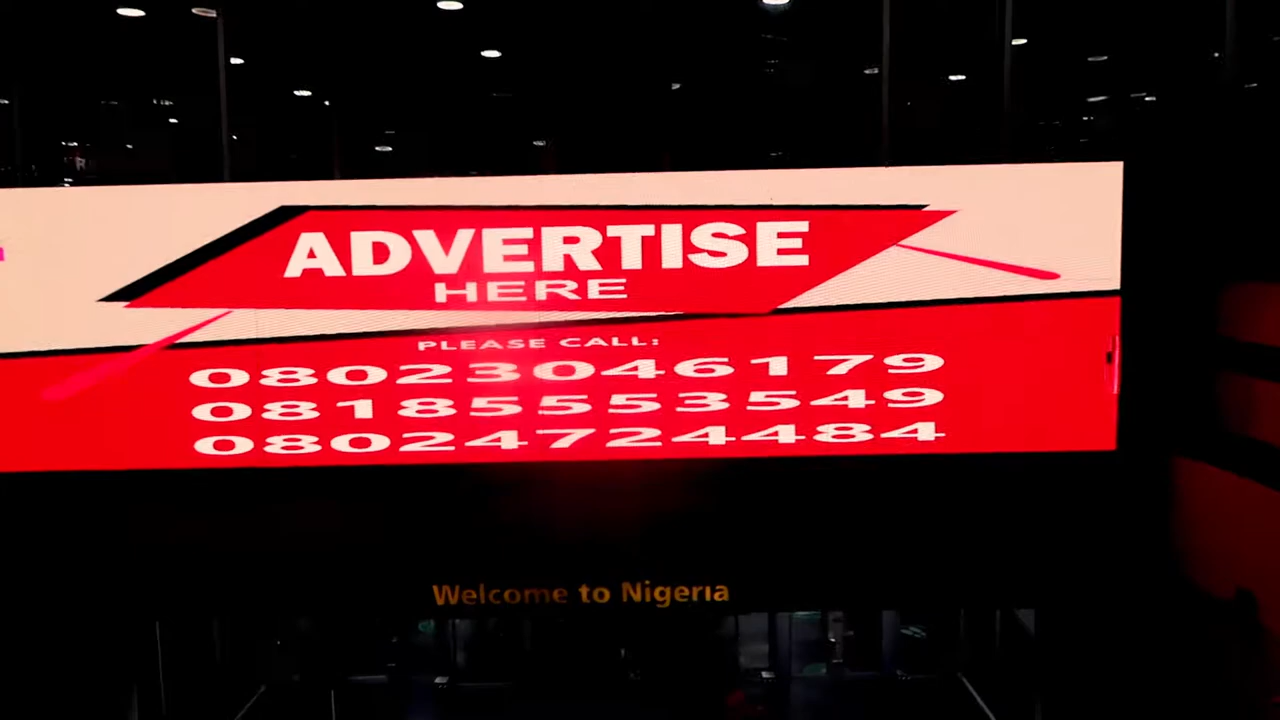 ADVERTISE
HERE
PLEASE CALL:
08023046179
08185553549
08024724484
Welcome to Nigeria